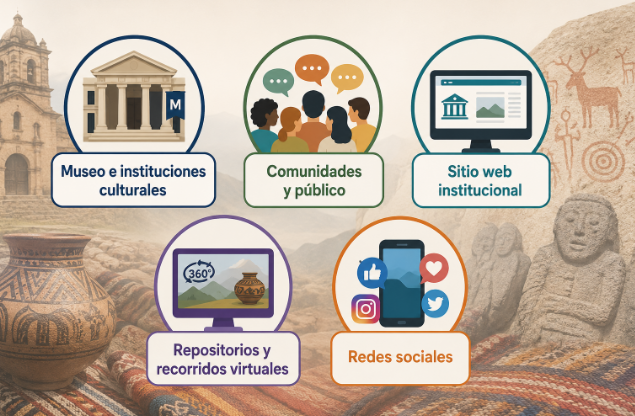 M
Museo e instituciones
culturales
Comunidades
y público
Sitio web
institucional
360°
Repositorios y
recorridos virtuales
Redes sociales